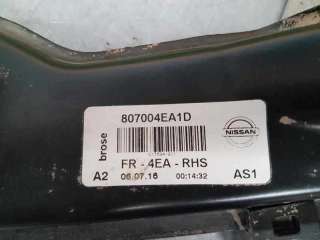 807004EA1D
brose
NISSAN
FR - 4EA - RHS
A2 06.07.16 00:14:32 AS1